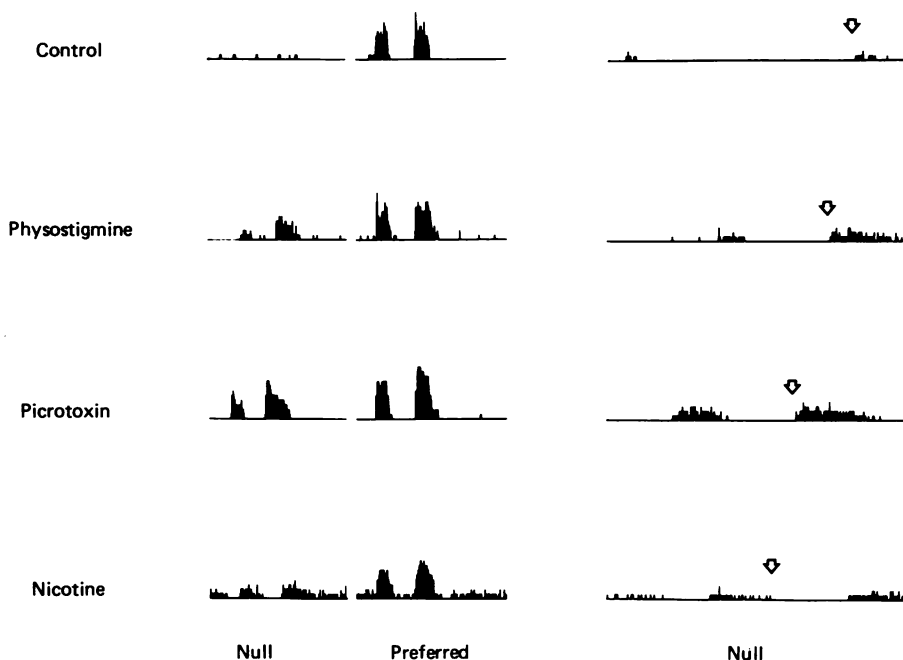 Control
Physostigmine
Picrotoxin
Nicotine
Null Preferred Null